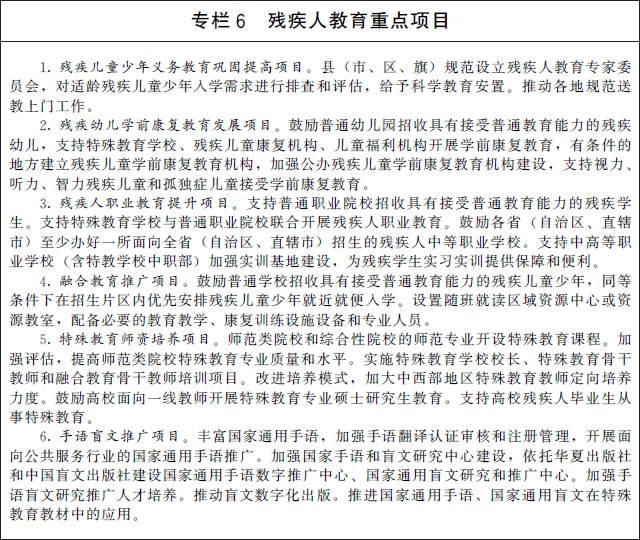 专栏 6 残疾人教育重点项目
1. 残疾儿童少年义务教育巩固提高项目。县（市、区、旗）规范设立残疾人教育专家委
员会，对适龄残疾儿童少年入学需求进行排查和评估，给予科学教育安置。推动各地规范送
教上门工作。
2. 残疾幼儿学前康复教育发展项目。鼓励普通幼儿园招收具有接受普通教育能力的残疾
幼儿，支持特殊教育学校、残疾儿童康复机构、儿童福利机构开展学前康复教育，有条件的
地方建立残疾儿童学前康复教育机构，加强公办残疾儿童学前康复教育机构建设，支持视力、
听力、智力残疾儿童和孤独症儿童接受学前康复教育。
3. 残疾人职业教育提升项目。支持普通职业院校招收具有接受普通教育能力的残疾学
生。支持特殊教育学校与普通职业院校联合开展残疾人职业教育。鼓励各省（自治区、直辖
市）至少办好一所面向全省（自治区、直辖市）招生的残疾人中等职业学校。支持中高等职
业学校（含特教学校中职部）加强实训基地建设，为残疾学生实习实训提供保障和便利。
4. 融合教育推广项目。鼓励普通学校招收具有接受普通教育能力的残疾儿童少年，同等
条件下在招生片区内优先安排残疾儿童少年就近就便入学。设置随班就读区域资源中心或资
源教室，配备必要的教育教学、康复训练设施设备和专业人员。
5. 特殊教育师资培养项目。师范类院校和综合性院校的师范专业开设特殊教育课程。加
强评估，提高师范类院校特殊教育专业质量和水平。实施特殊教育学校校长、特殊教育骨干
教师和融合教育骨干教师培训项目。改进培养模式，加大中西部地区特殊教育教师定向培养
力度。鼓励高校面向一线教师开展特殊教育专业硕士研究生教育。支持高校残疾人毕业生从
事特殊教育。
6. 手语盲文推广项目。丰富国家通用手语，加强手语翻译认证审核和注册管理，开展面
向公共服务行业的国家通用手语推广。加强国家手语和盲文研究中心建设，依托华夏出版社
和中国盲文出版社建设国家通用手语数字推广中心、国家通用盲文研究和推广中心。加强手
语盲文研究推广人才培养。推动盲文数字化出版。推进国家通用手语、国家通用盲文在特殊
教育教材中的应用。